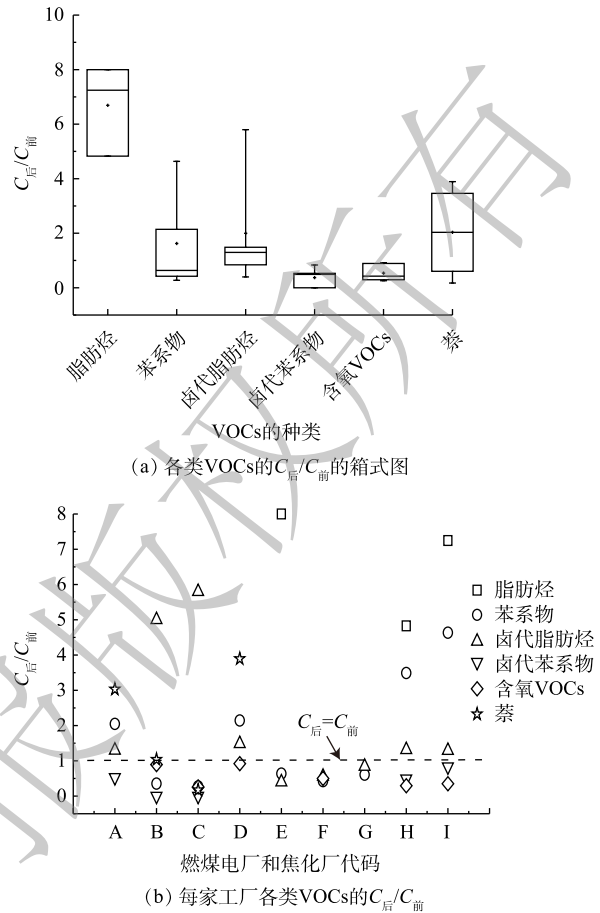 10
8
6
4
2
0
C后/C前
脂肪烃
苯系物
卤代脂肪烃
卤代苯系物
含氧VOCs
萘
VOCs的种类
(a) 各类VOCs的C后/C前的箱式图
8
7
6
5
4
3
2
1
0
C后/C前
C后=C前
脂肪烃
苯系物
卤代脂肪烃
卤代苯系物
含氧VOCs
萘
A B C D E F G H I
燃煤电厂和焦化厂代码
(b) 每家工厂各类VOCs的C后/C前
报版权所有